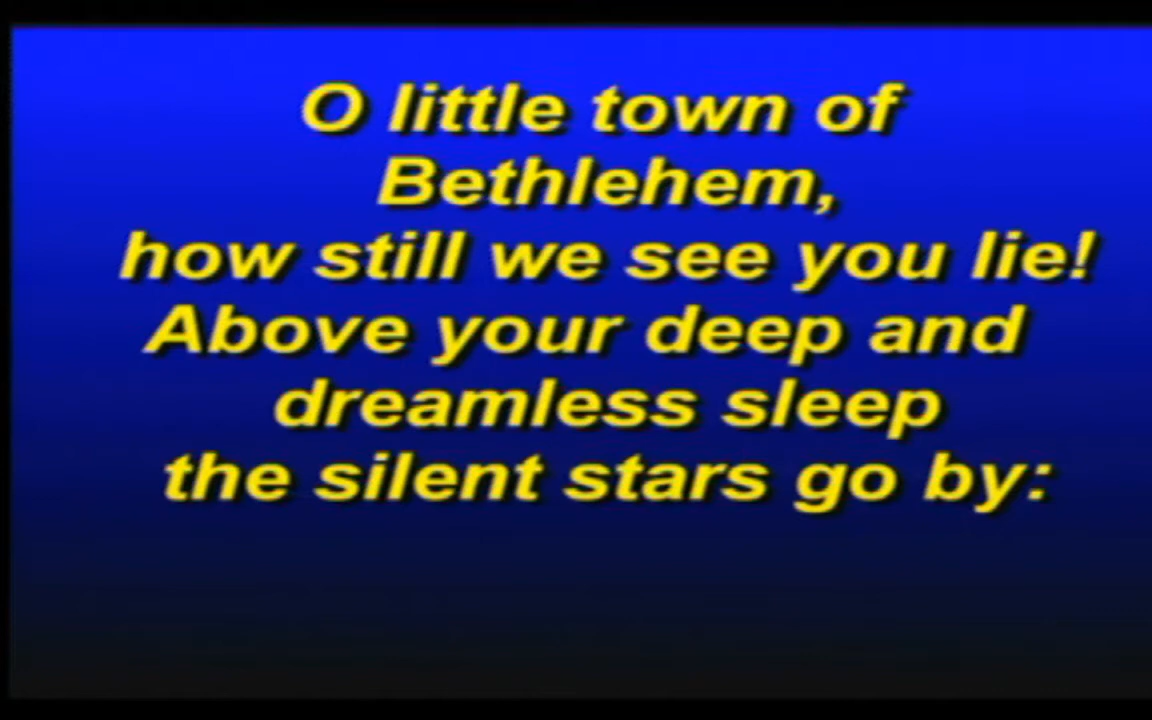 O little town of
Bethlehem,
how still we see you lie!
Above your deep and
dreamless sleep
the silent stars go by: